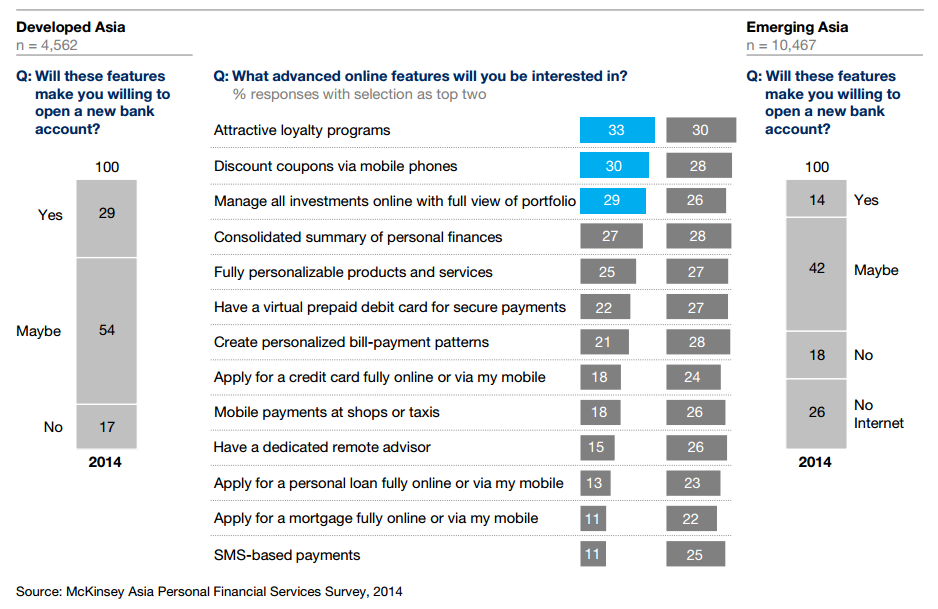 Developed Asia
n = 4,562
Q: Will these features
make you willing to
open a new bank
account?
100
Yes 29
Maybe 54
No 17
2014
Q: What advanced online features will you be interested in?
% responses with selection as top two
Attractive loyalty programs 33 30
Discount coupons via mobile phones 30 28
Manage all investments online with full view of portfolio 29 26
Consolidated summary of personal finances 27 28
Fully personalizable products and services 25 27
Have a virtual prepaid debit card for secure payments 22 27
Create personalized bill-payment patterns 21 28
Apply for a credit card fully online or via my mobile 18 24
Mobile payments at shops or taxis 18 26
Have a dedicated remote advisor 15 26
Apply for a personal loan fully online or via my mobile 13 23
Apply for a mortgage fully online or via my mobile 11 22
SMS-based payments 11 25
Emerging Asia
n = 10,467
Q: Will these features
make you willing to
open a new bank
account?
100
14 Yes
42 Maybe
18 No
26 No
Internet
2014
Source: McKinsey Asia Personal Financial Services Survey, 2014